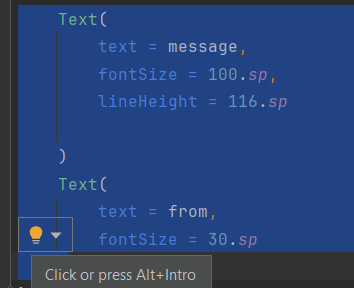 Text(
text = message,
fontSize = 100.sp,
lineHeight = 116.sp
)
Text(
text = from,
fontSize = 30.sp
Click or press Alt+Intro